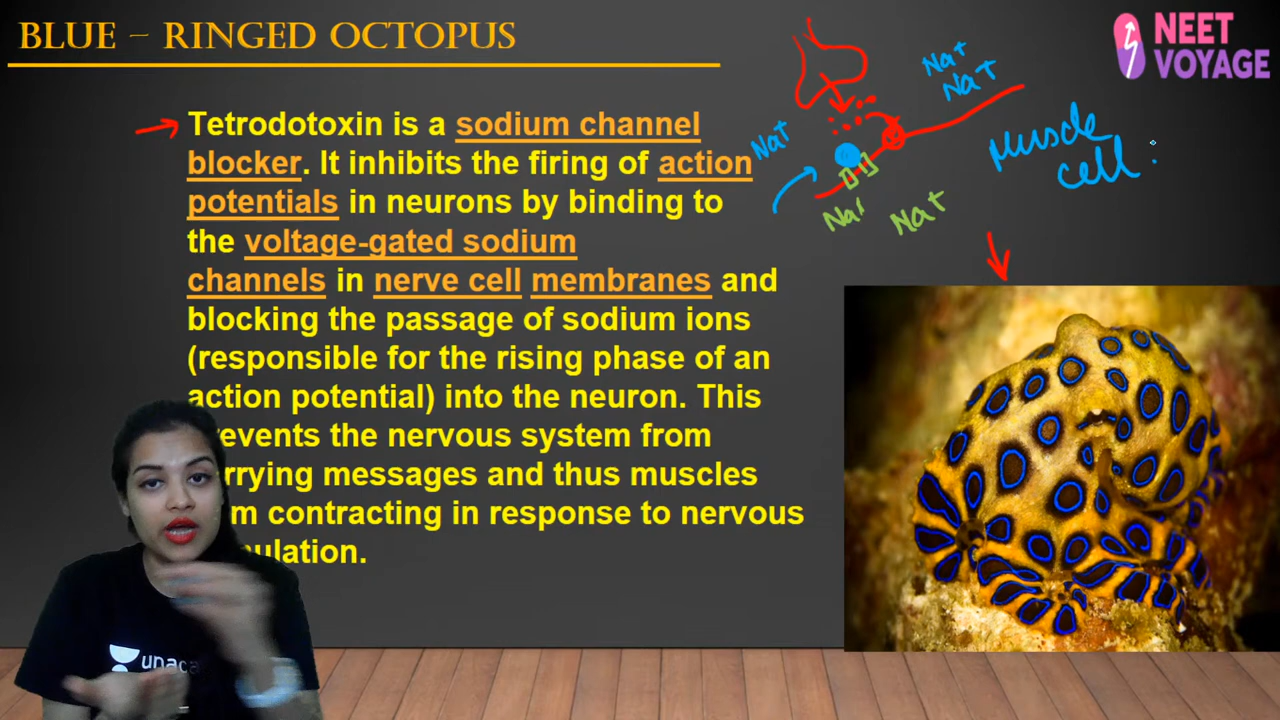 BLUE – RINGED OCTOPUS
NEET
VOYAGE
Tetrodotoxin is a sodium channel
blocker. It inhibits the firing of action
potentials in neurons by binding to
the voltage-gated sodium
channels in nerve cell membranes and
blocking the passage of sodium ions
(responsible for the rising phase of an
action potential) into the neuron. This
revents the nervous system from
rrying messages and thus muscles
m contracting in response to nervous
ulation.
Na+
Na+
Na+
Muscle
cell
Na+
unaca